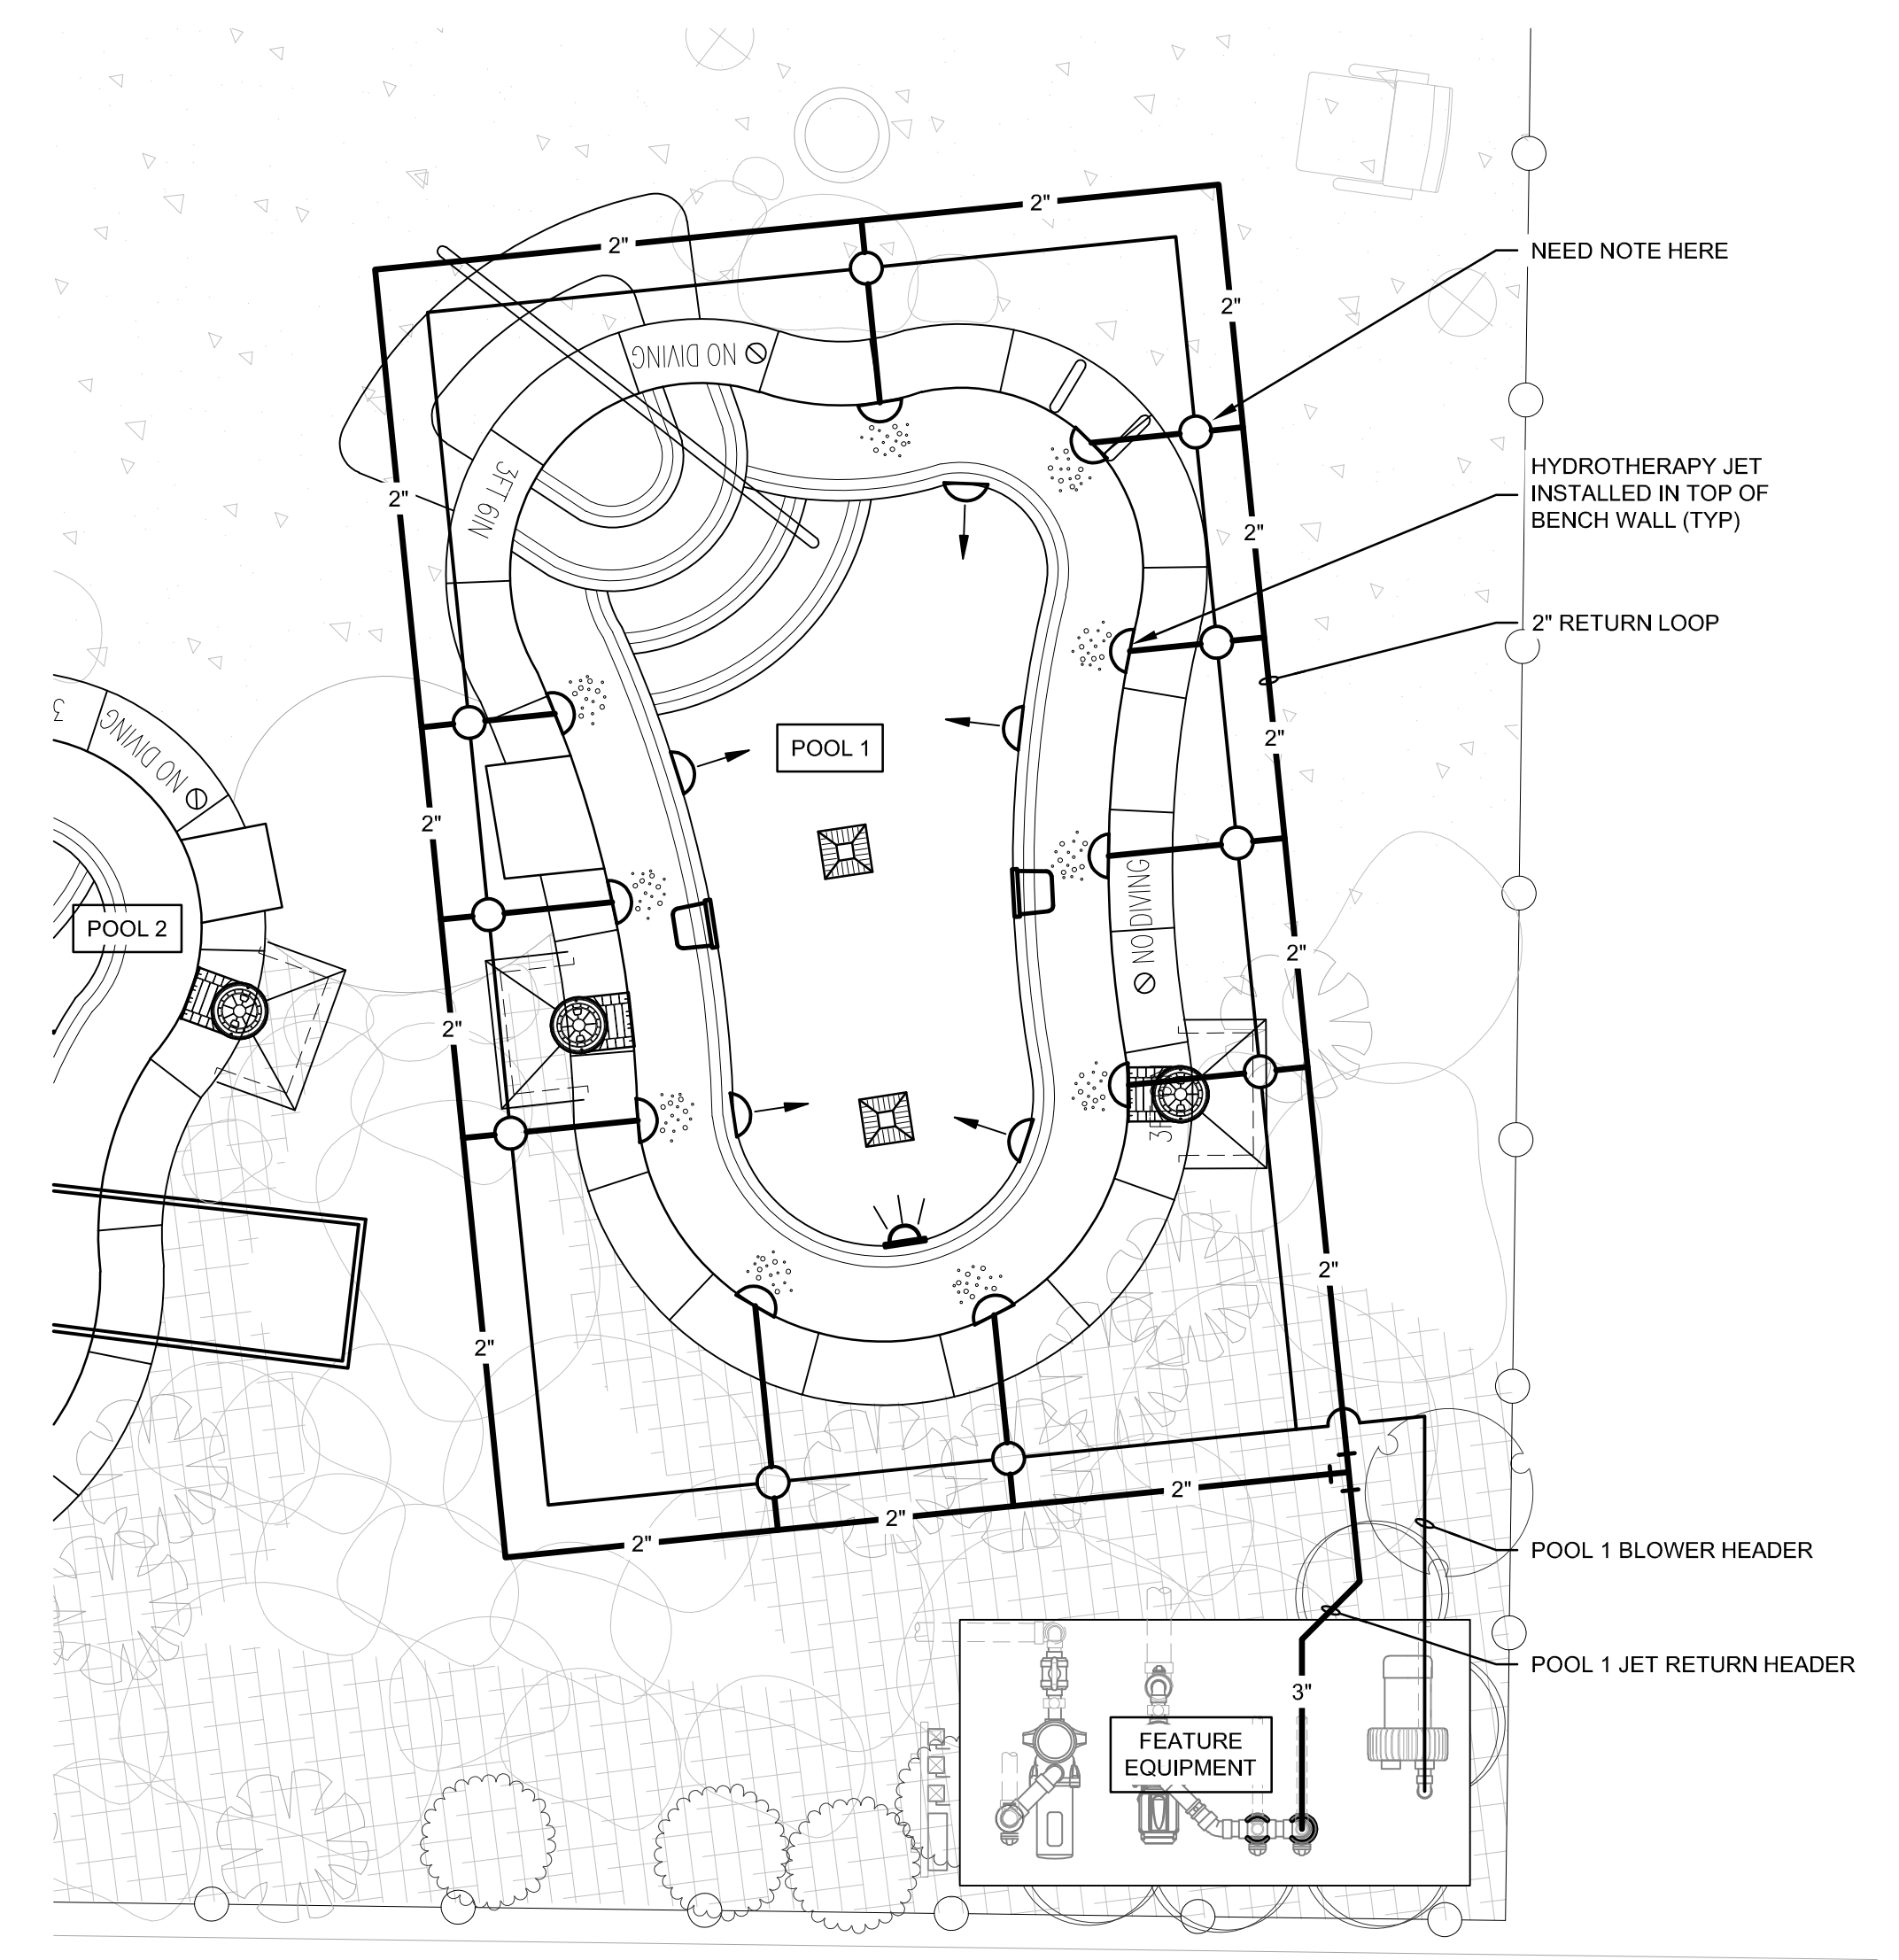 2"
2"
NEED NOTE HERE
2"
NO DIVING
HYDROTHERAPY JET
INSTALLED IN TOP OF
BENCH WALL (TYP)
3FT 6IN
2"
2"
2" RETURN LOOP
3
NO DIVING
POOL 1
2"
2"
POOL 2
NO DIVING
2"
2"
3F
2"
2"
2"
2"
2"
POOL 1 BLOWER HEADER
POOL 1 JET RETURN HEADER
3"
FEATURE
EQUIPMENT